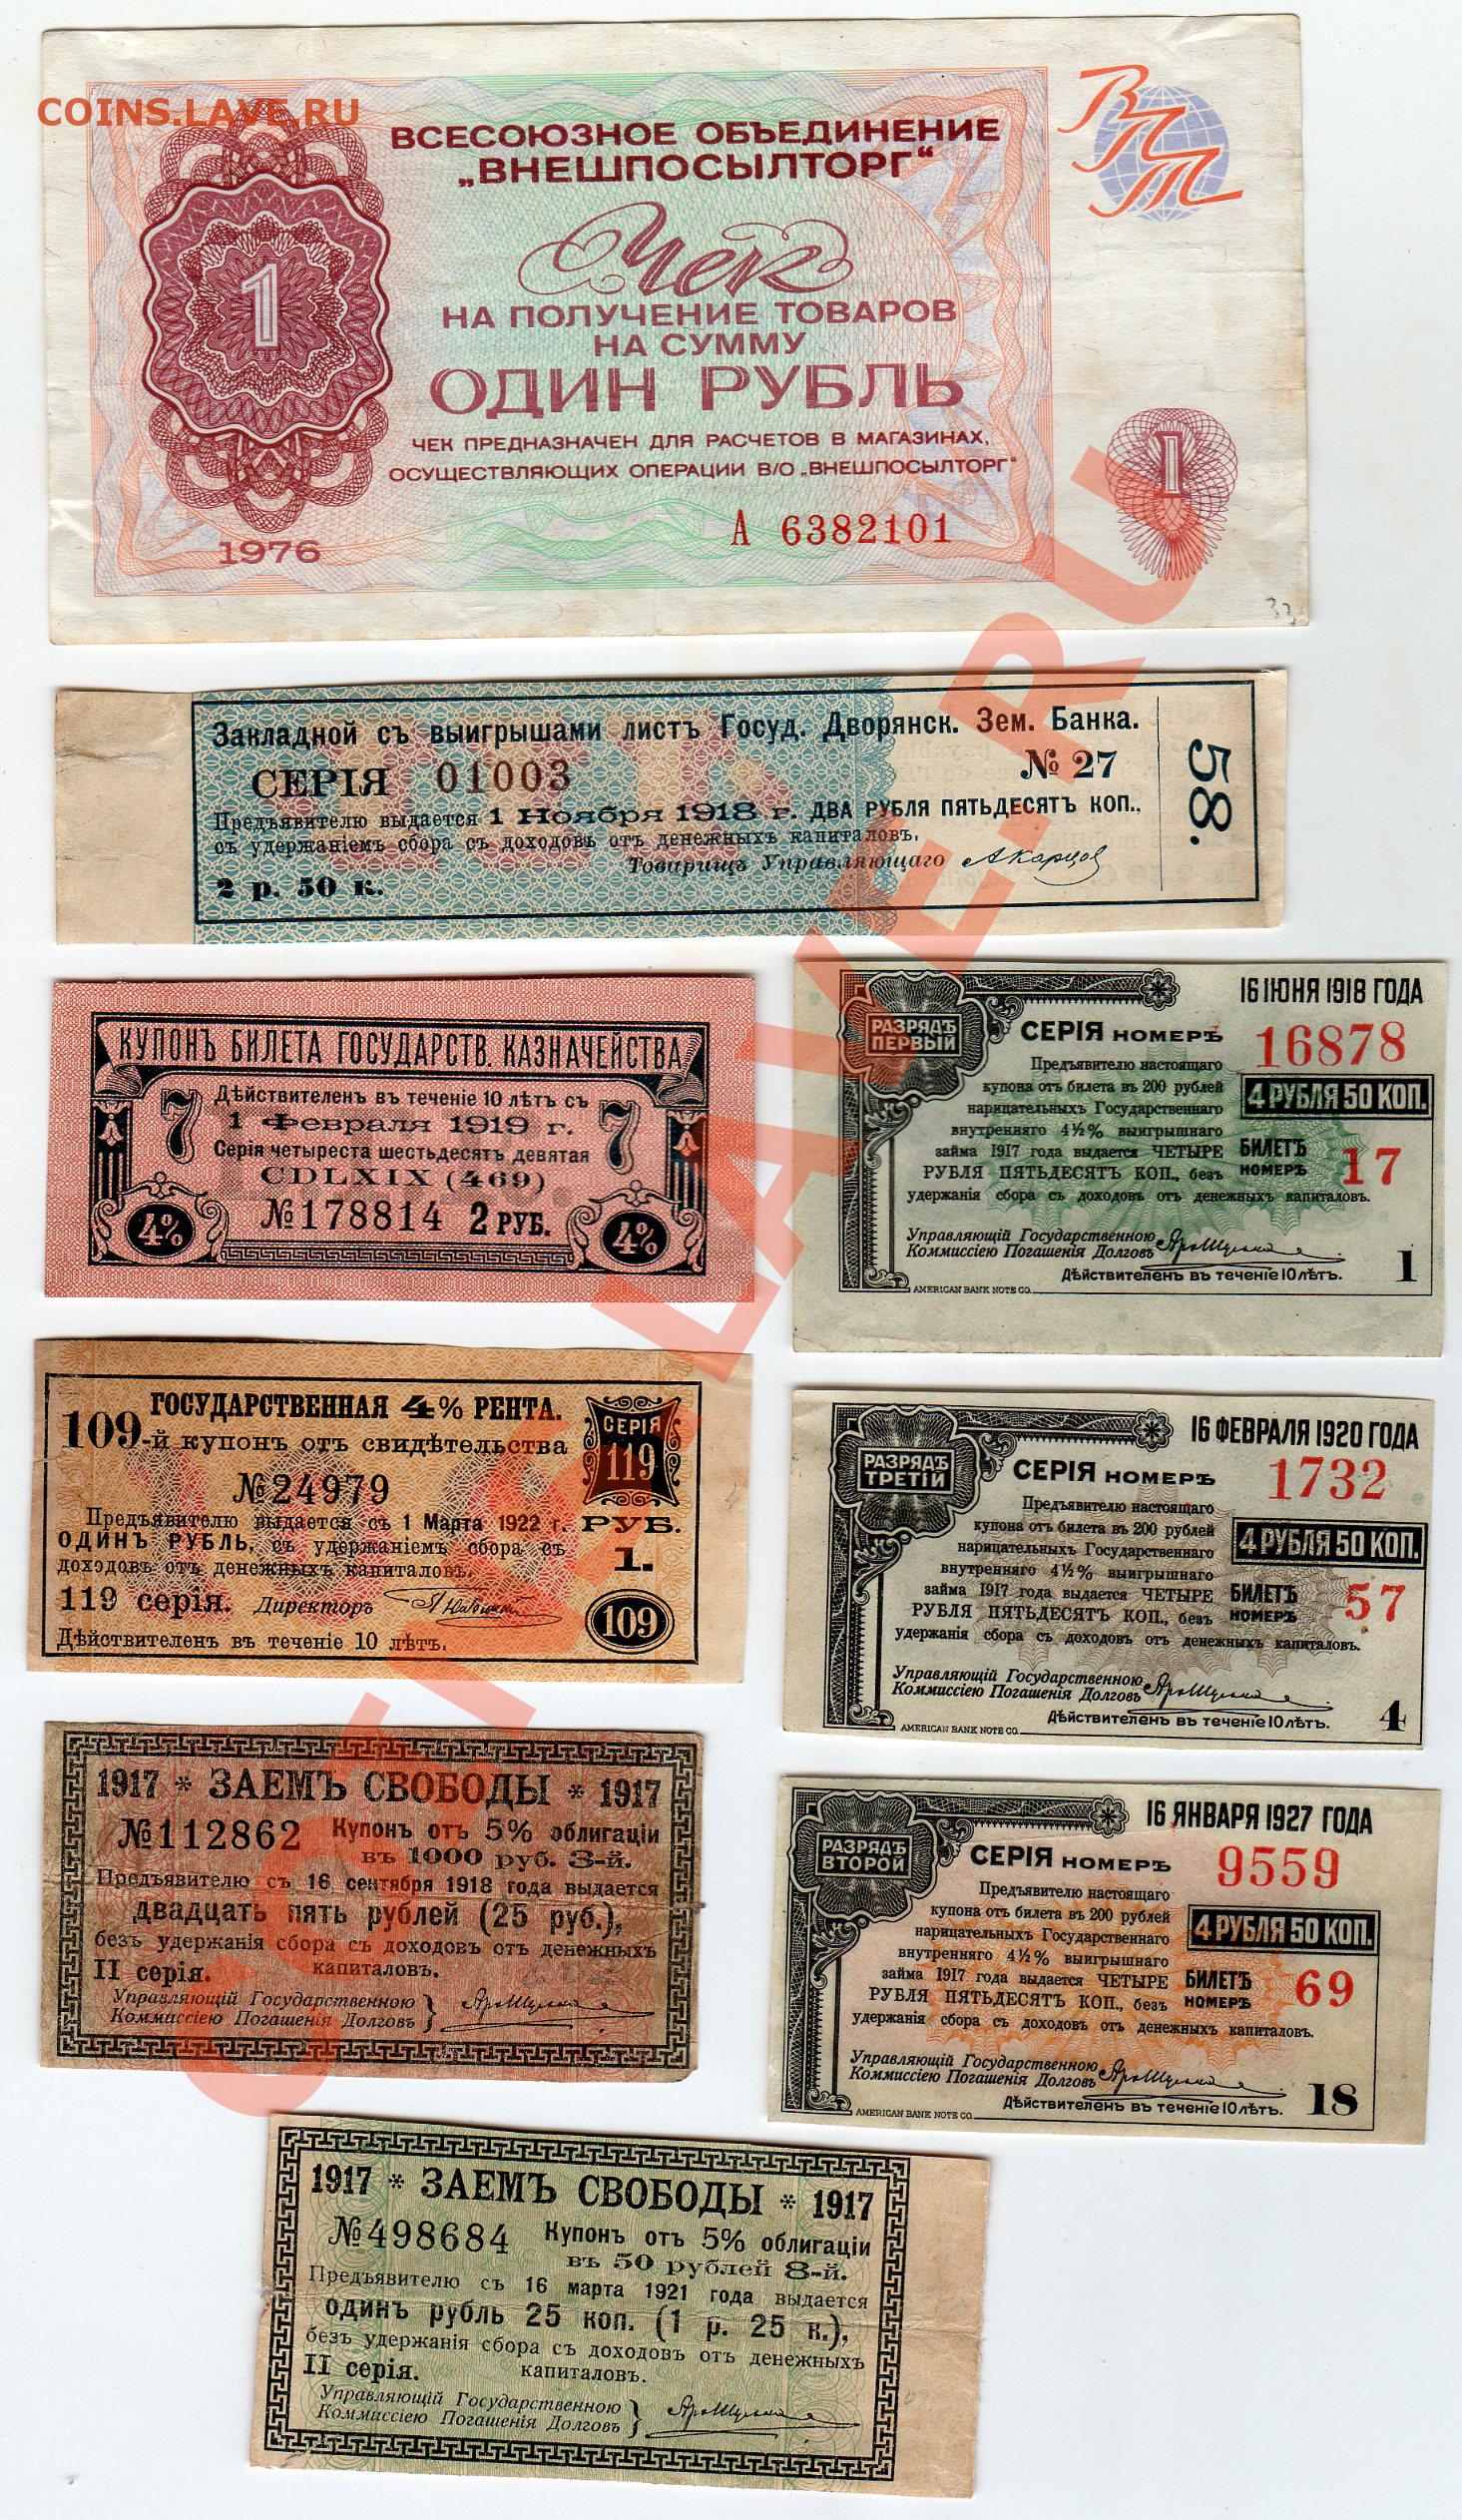 COINS.LAVE.RU
ВСЕСОЮЗНОЕ ОБЪЕДИНЕНИЕ
„ВНЕШПОСЫЛТОРГ“
ВПТ
Чек
1
НА ПОЛУЧЕНИЕ ТОВАРОВ
НА СУММУ
ОДИН РУБЛЬ
ЧЕК ПРЕДНАЗНАЧЕН ДЛЯ РАСЧЕТОВ В МАГАЗИНАХ,
ОСУЩЕСТВЛЯЮЩИХ ОПЕРАЦИИ В/О „ВНЕШПОСЫЛТОРГ“
1
А 6382101
1976
33
Закладной съ выигрышами листъ Госуд. Дворянск. Зем. Банка.
СЕРІЯ 01003 № 27
Предъявителю выдается 1 Ноября 1918 г. ДВА РУБЛЯ ПЯТЬДЕСЯТЪ КОП.,
съ удержаніемъ сбора съ доходовъ отъ денежныхъ капиталовъ.
Товарищъ Управляющаго АКарцов
2 р. 50 к.
58.
КУПОНЪ БИЛЕТА ГОСУДАРСТВ. КАЗНАЧЕЙСТВА
Дѣйствителенъ въ теченіе 10 лѣтъ съ
7 1 Февраля 1919 г. 7
Серія четыреста шестьдесятъ девятая
CDLXIX (469)
№178814 2 РУБ.
4% 4%
16 ІЮНЯ 1918 ГОДА
РАЗРЯДЪ
ПЕРВЫЙ
СЕРІЯ НОМЕРЪ 16878
Предъявителю настоящаго
купона отъ билета въ 200 рублей
нарицательныхъ Государственнаго
4 РУБЛЯ 50 КОП.
внутренняго 4½% выигрышнаго
займа 1917 года выдается ЧЕТЫРЕ
РУБЛЯ ПЯТЬДЕСЯТЪ КОП., безъ
БИЛЕТЪ
НОМЕРЪ 17
удержанія сбора съ доходовъ отъ денежныхъ капиталовъ.
Управляющій Государственною
Коммиссіею Погашенія Долговъ
Дѣйствителенъ въ теченіе 10 лѣтъ. 1
AMERICAN BANK NOTE CO.
ГОСУДАРСТВЕННАЯ 4% РЕНТА.
109-й купонъ отъ свидѣтельства
СЕРІЯ
119
№24979
Предъявителю выдается съ 1 Марта 1922 г.
РУБ.
1.
ОДИНЪ РУБЛЬ, съ удержаніемъ сбора съ
доходовъ отъ денежныхъ капиталовъ.
119 серія. Директоръ
109
Дѣйствителенъ въ теченіе 10 лѣтъ.
16 ФЕВРАЛЯ 1920 ГОДА
РАЗРЯДЪ
ТРЕТІЙ
СЕРІЯ НОМЕРЪ 1732
Предъявителю настоящаго
купона отъ билета въ 200 рублей
нарицательныхъ Государственнаго
4 РУБЛЯ 50 КОП.
внутренняго 4½% выигрышнаго
займа 1917 года выдается ЧЕТЫРЕ
РУБЛЯ ПЯТЬДЕСЯТЪ КОП., безъ
БИЛЕТЪ
НОМЕРЪ 57
удержанія сбора съ доходовъ отъ денежныхъ капиталовъ.
Управляющій Государственною
Коммиссіею Погашенія Долговъ
Дѣйствителенъ въ теченіе 10 лѣтъ. 4
AMERICAN BANK NOTE CO.
1917 * ЗАЕМЪ СВОБОДЫ * 1917
№112862 Купонъ отъ 5% облигаціи
въ 1000 руб. 3-й.
Предъявителю съ 16 сентября 1918 года выдается
двадцать пять рублей (25 руб.),
безъ удержанія сбора съ доходовъ отъ денежныхъ
II серія. капиталовъ.
Управляющій Государственною
Коммиссіею Погашенія Долговъ
16 ЯНВАРЯ 1927 ГОДА
РАЗРЯДЪ
ВТОРОЙ
СЕРІЯ НОМЕРЪ 9559
Предъявителю настоящаго
купона отъ билета въ 200 рублей
нарицательныхъ Государственнаго
4 РУБЛЯ 50 КОП.
внутренняго 4½% выигрышнаго
займа 1917 года выдается ЧЕТЫРЕ
РУБЛЯ ПЯТЬДЕСЯТЪ КОП., безъ
БИЛЕТЪ
НОМЕРЪ 69
удержанія сбора съ доходовъ отъ денежныхъ капиталовъ.
Управляющій Государственною
Коммиссіею Погашенія Долговъ
Дѣйствителенъ въ теченіе 10 лѣтъ. 18
AMERICAN BANK NOTE CO.
1917 * ЗАЕМЪ СВОБОДЫ * 1917
№498684 Купонъ отъ 5% облигаціи
въ 50 рублей 8-й.
Предъявителю съ 16 марта 1921 года выдается
одинъ рубль 25 коп. (1 р. 25 к.),
безъ удержанія сбора съ доходовъ отъ денежныхъ
II серія. капиталовъ.
Управляющій Государственною
Коммиссіею Погашенія Долговъ
COINS.LAVE.RU